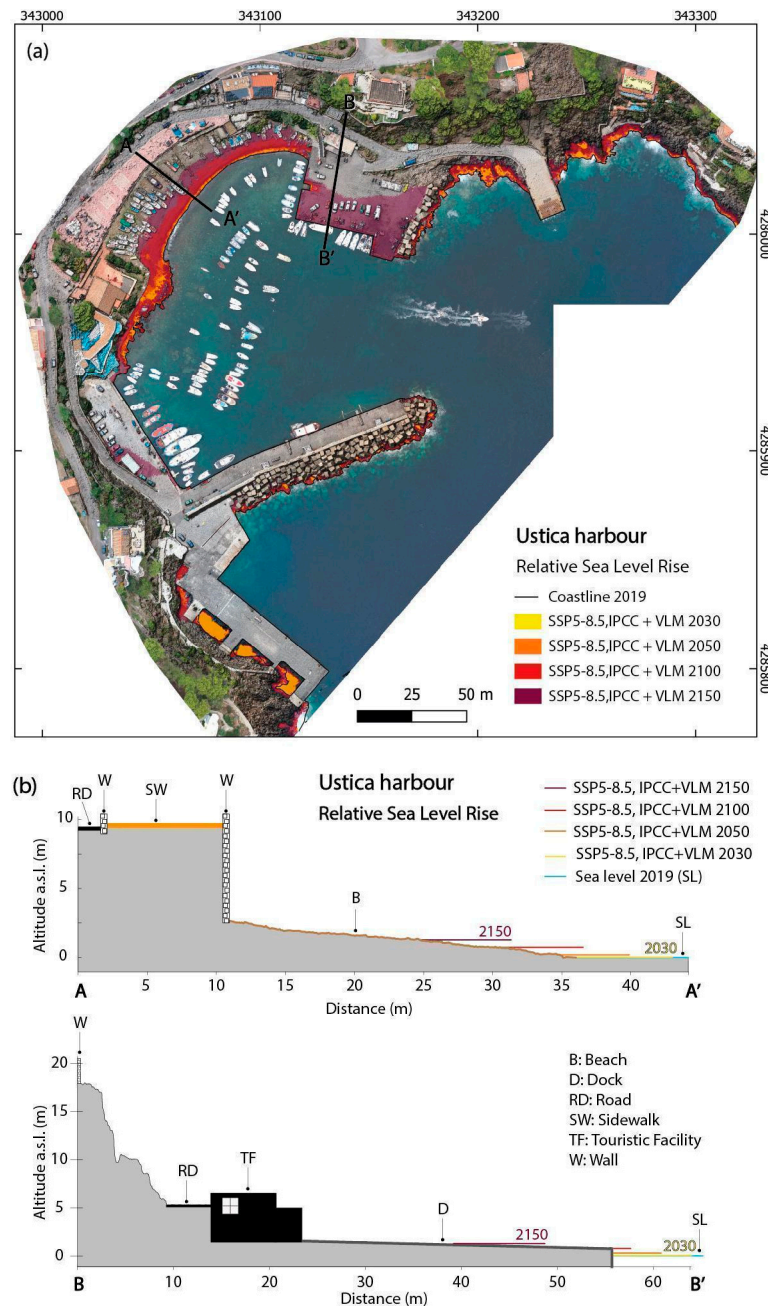 343000 343100 343200 343300
(a)
B
A
A'
B'
4286000
4285900
4285800
Ustica harbour
Relative Sea Level Rise
Coastline 2019
SSP5-8.5,IPCC + VLM 2030
SSP5-8.5,IPCC + VLM 2050
SSP5-8.5,IPCC + VLM 2100
SSP5-8.5,IPCC + VLM 2150
0 25 50 m
(b)
Ustica harbour
Relative Sea Level Rise
SSP5-8.5, IPCC+VLM 2150
SSP5-8.5, IPCC+VLM 2100
SSP5-8.5, IPCC+VLM 2050
SSP5-8.5, IPCC+VLM 2030
Sea level 2019 (SL)
W SW W
RD
10
5
0
Altitude a.s.l. (m)
B
2150
2030
SL
A 5 10 15 20 25 30 35 40 A'
Distance (m)
W
20
15
10
5
0
Altitude a.s.l. (m)
RD TF
D
2150
2030
SL
B: Beach
D: Dock
RD: Road
SW: Sidewalk
TF: Touristic Facility
W: Wall
B 10 20 30 40 50 60 B'
Distance (m)